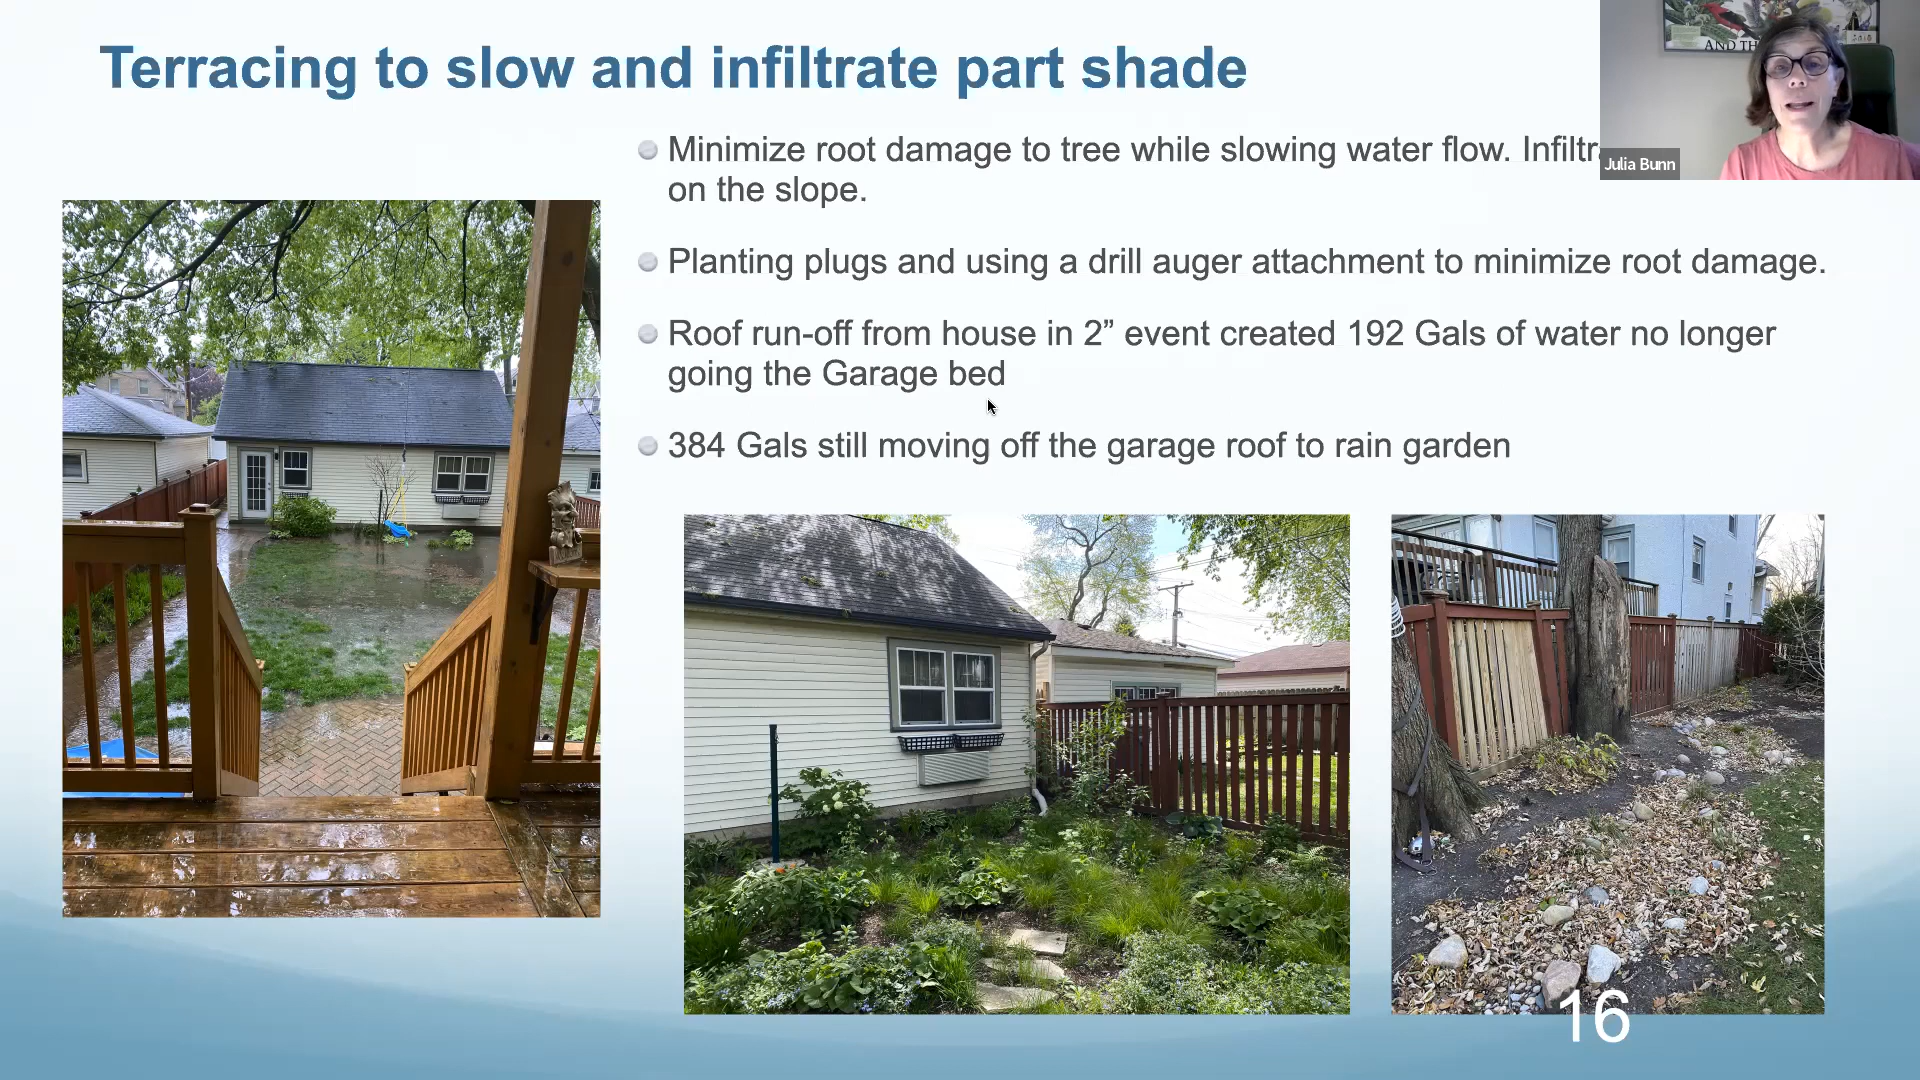 Terracing to slow and infiltrate part shade
AND TH
Julia Bunn
Minimize root damage to tree while slowing water flow. Infiltr
on the slope.
Planting plugs and using a drill auger attachment to minimize root damage.
Roof run-off from house in 2” event created 192 Gals of water no longer
going the Garage bed
384 Gals still moving off the garage roof to rain garden
16